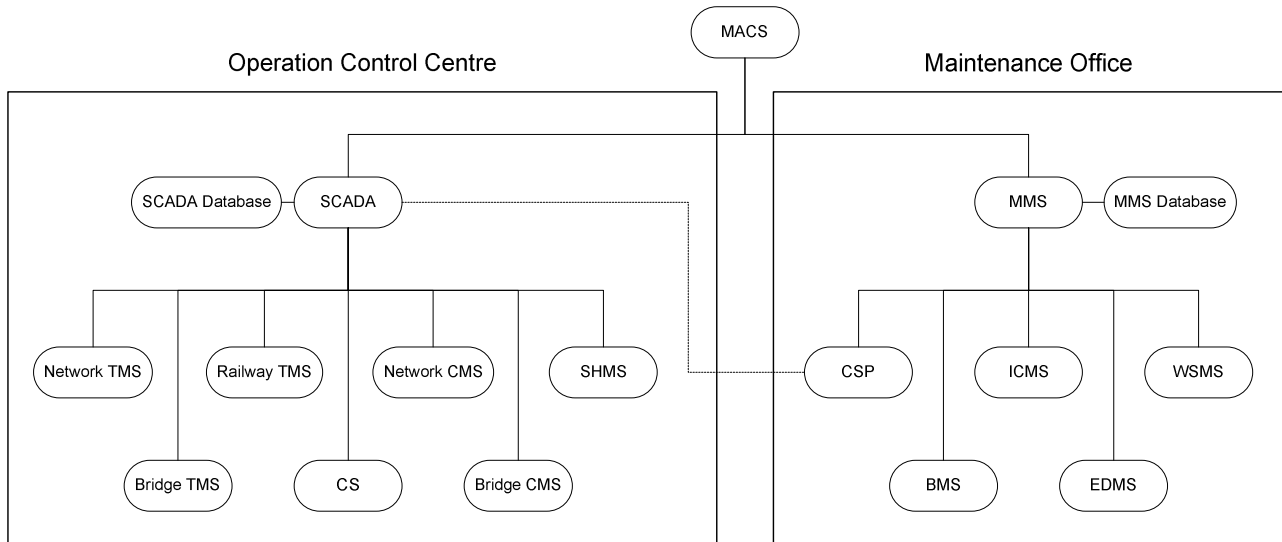 MACS
Operation Control Centre
Maintenance Office
SCADA Database
SCADA
MMS
MMS Database
Network TMS
Railway TMS
Network CMS
SHMS
CSP
ICMS
WSMS
Bridge TMS
CS
Bridge CMS
BMS
EDMS